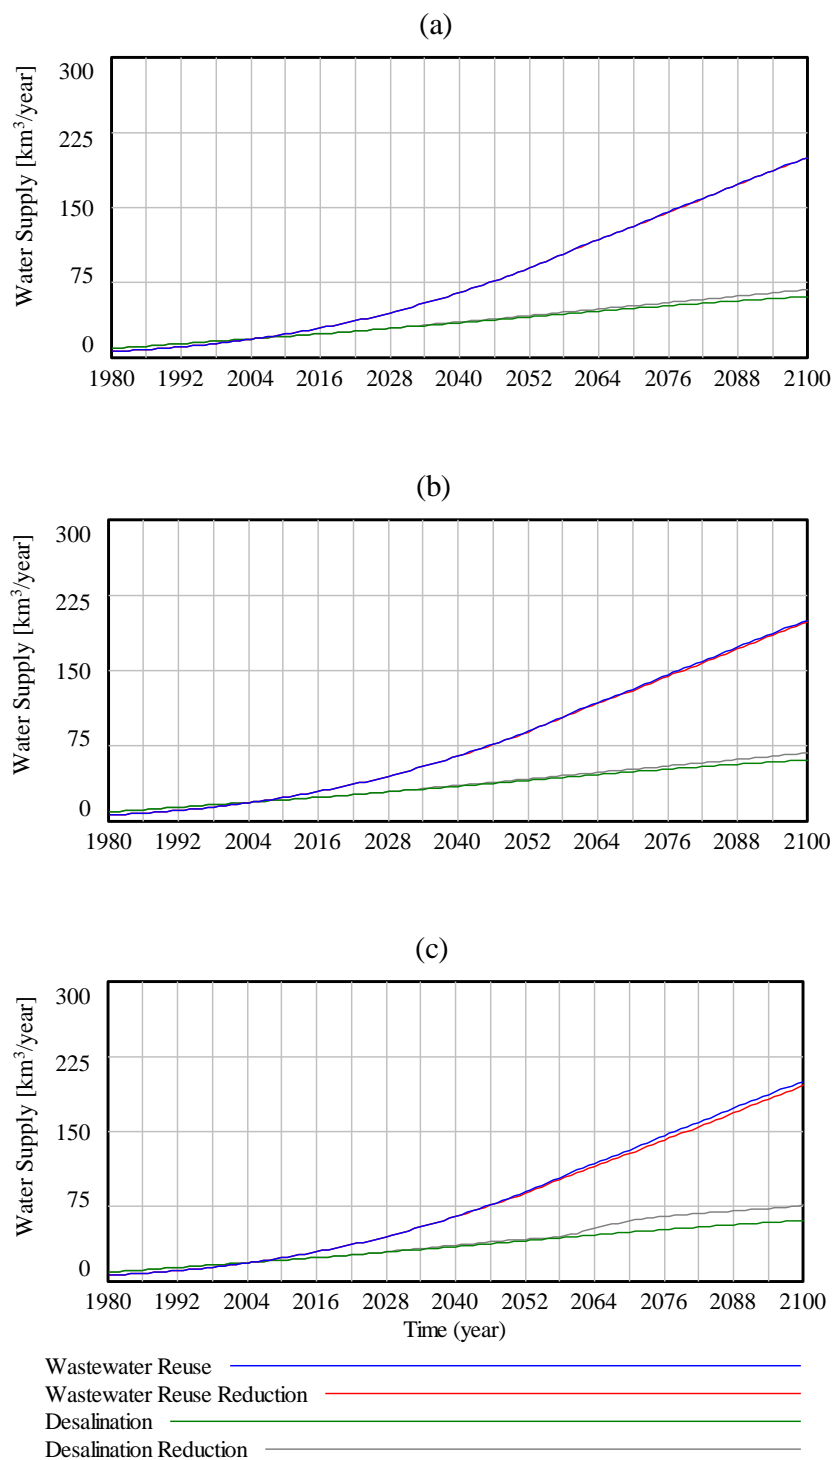 (a)
Water Supply [km³/year]
300
225
150
75
0
1980 1992 2004 2016 2028 2040 2052 2064 2076 2088 2100
(b)
Water Supply [km³/year]
300
225
150
75
0
1980 1992 2004 2016 2028 2040 2052 2064 2076 2088 2100
(c)
Water Supply [km³/year]
300
225
150
75
0
1980 1992 2004 2016 2028 2040 2052 2064 2076 2088 2100
Time (year)
Wastewater Reuse
Wastewater Reuse Reduction
Desalination
Desalination Reduction